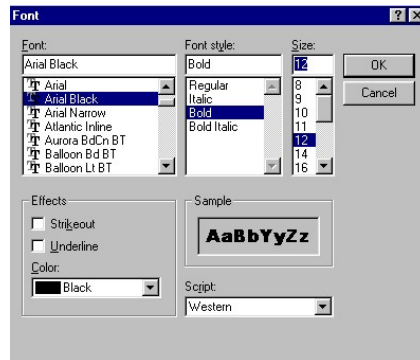 Font
Font: Font style: Size:
Arial Black Bold 12 OK
Arial Regular 8 Cancel
Arial Black Italic 9
Arial Narrow Bold 10
Atlantic Inline Bold Italic 11
Aurora BdCn BT 12
Balloon Bd BT 14
Balloon Lt BT 16
Effects Sample
Strikeout AaBbYyZz
Underline
Color: Script:
Black Western